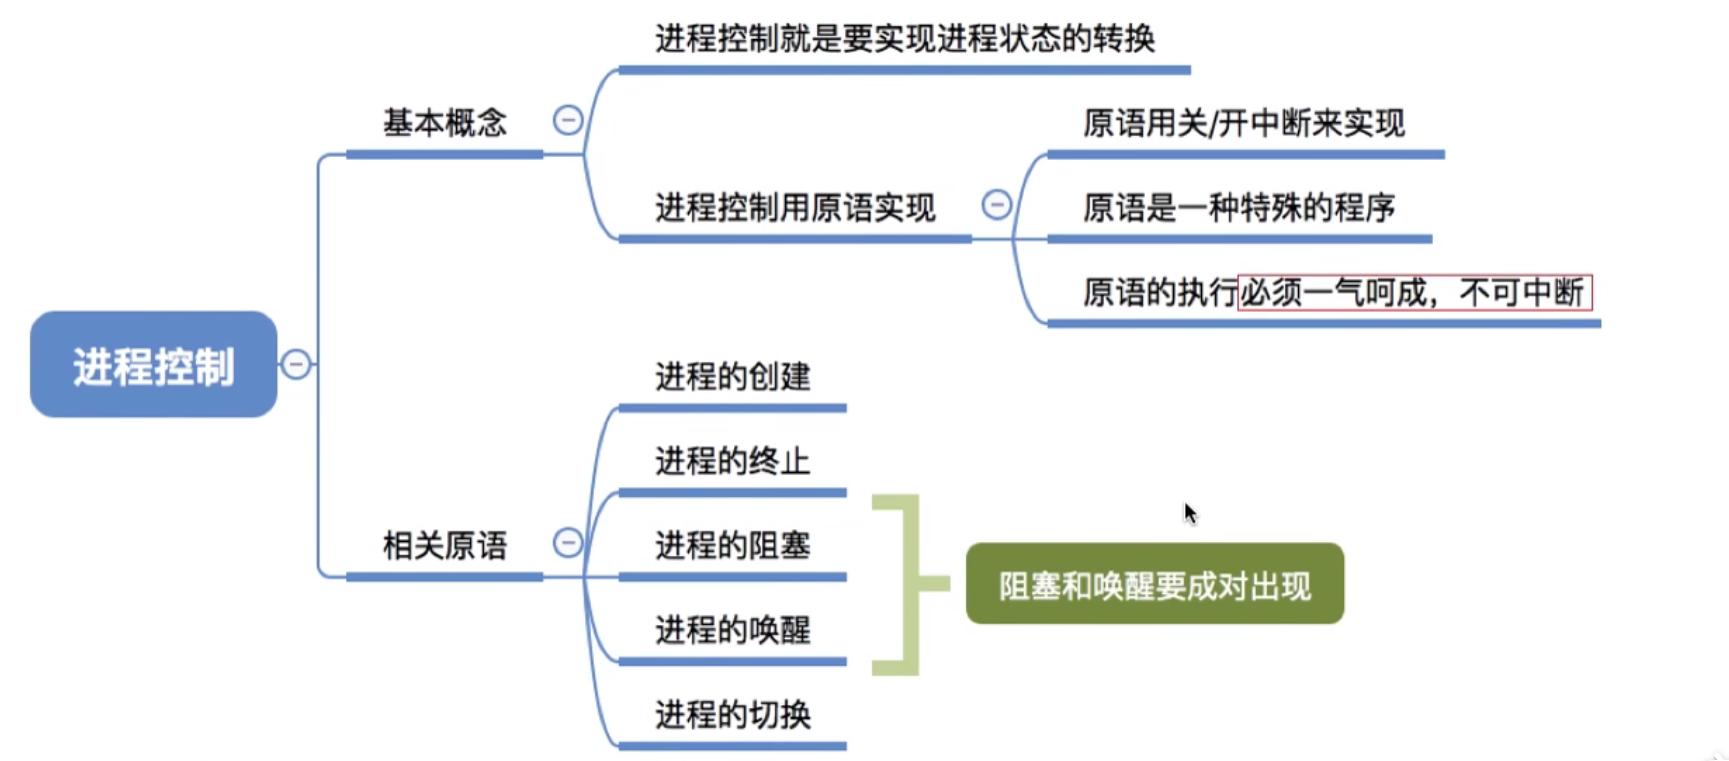 进程控制
基本概念
进程控制就是要实现进程状态的转换
进程控制用原语实现
原语用关/开中断来实现
原语是一种特殊的程序
原语的执行必须一气呵成，不可中断
相关原语
进程的创建
进程的终止
进程的阻塞
进程的唤醒
进程的切换
阻塞和唤醒要成对出现